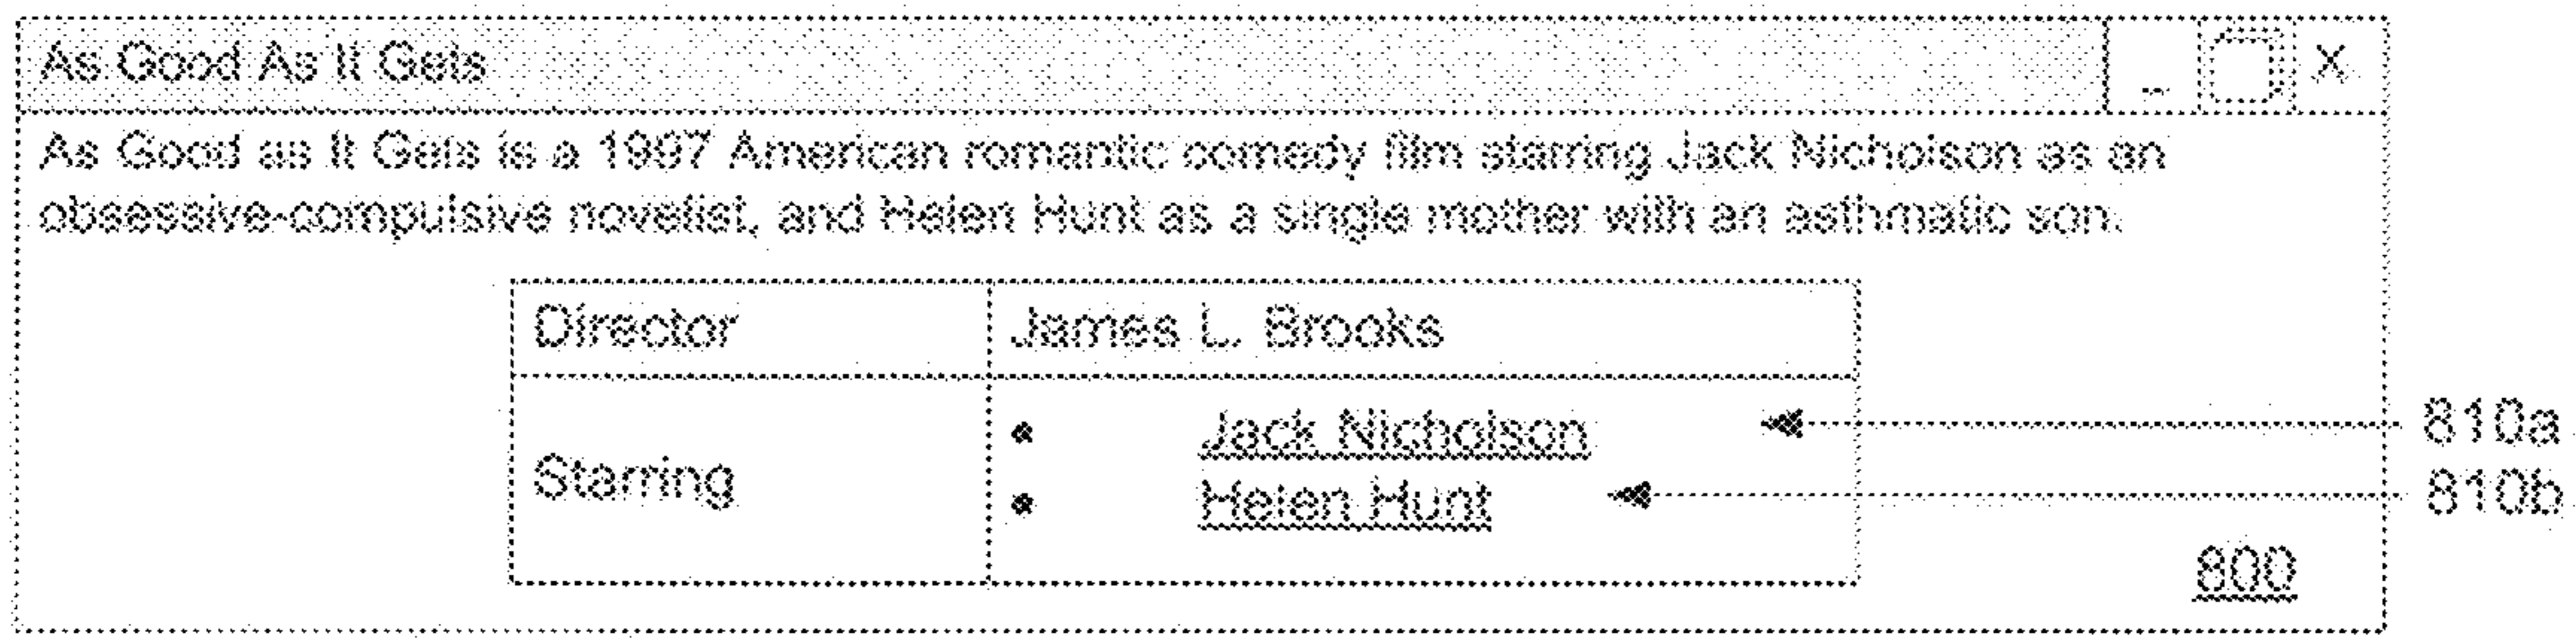 As Good As It Gets
- X
As Good as It Gets is a 1997 American romantic comedy film starring Jack Nicholson as an
obsessive-compulsive novelist, and Helen Hunt as a single mother with an asthmatic son.
Director James L. Brooks
Starring
• Jack Nicholson
• Helen Hunt
810a
810b
800